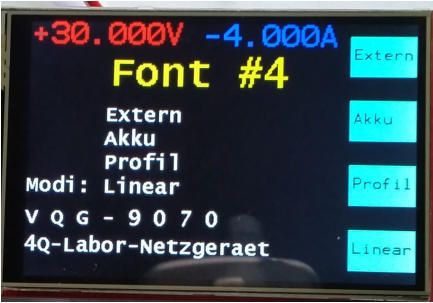 +30.000V -4.000A
Font #4
Extern
Akku
Profil
Modi: Linear
V Q G - 9 0 7 0
4Q-Labor-Netzgeraet
Extern
Akku
Profil
Linear